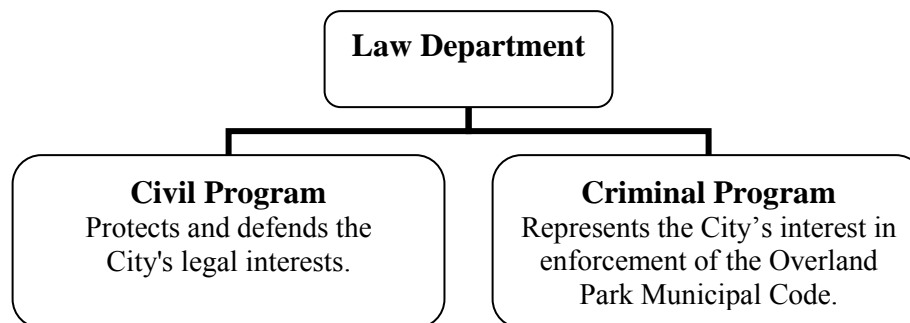 Law Department
Civil Program
Protects and defends the
City's legal interests.
Criminal Program
Represents the City’s interest in
enforcement of the Overland
Park Municipal Code.